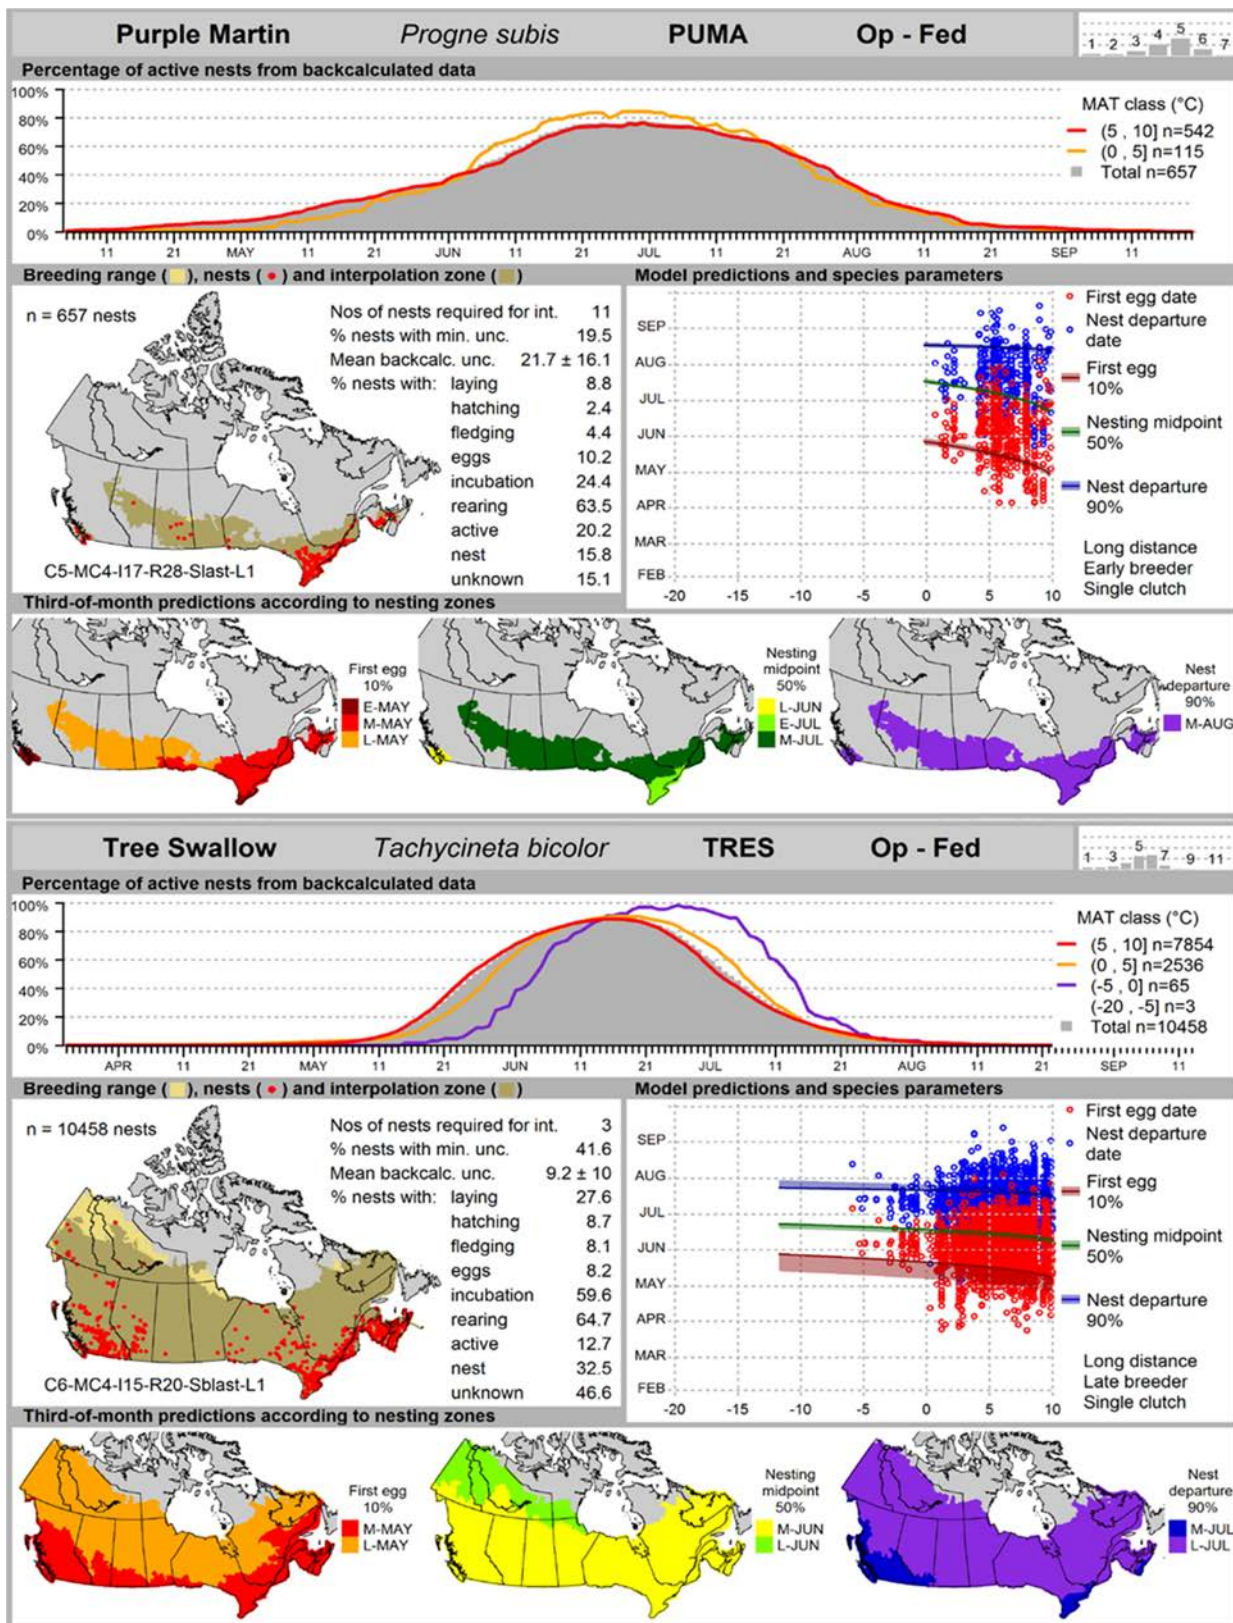 Purple Martin Progne subis PUMA Op - Fed
1 2 3 4 5 6 7
Percentage of active nests from backcalculated data
100%
80%
60%
40%
20%
0%
11 21 MAY 11 21 JUN 11 21 JUL 11 21 AUG 11 21 SEP 11
MAT class (°C)
(5 , 10] n=542
(0 , 5] n=115
Total n=657
Breeding range ( ), nests ( ) and interpolation zone ( )
n = 657 nests
Nos of nests required for int. 11
% nests with min. unc. 19.5
Mean backcalc. unc. 21.7 ± 16.1
% nests with: laying 8.8
hatching 2.4
fledging 4.4
eggs 10.2
incubation 24.4
rearing 63.5
active 20.2
nest 15.8
unknown 15.1
C5-MC4-I17-R28-Slast-L1
Model predictions and species parameters
SEP
AUG
JUL
JUN
MAY
APR
MAR
FEB
-20 -15 -10 -5 0 5 10
First egg date
Nest departure
date
First egg
10%
Nesting midpoint
50%
Nest departure
90%
Long distance
Early breeder
Single clutch
Third-of-month predictions according to nesting zones
First egg
10%
E-MAY
M-MAY
L-MAY
Nesting
midpoint
50%
L-JUN
E-JUL
M-JUL
Nest
departure
90%
M-AUG
Tree Swallow Tachycineta bicolor TRES Op - Fed
1 3 5 7 9 11
Percentage of active nests from backcalculated data
100%
80%
60%
40%
20%
0%
APR 11 21 MAY 11 21 JUN 11 21 JUL 11 21 AUG 11 21 SEP 11
MAT class (°C)
(5 , 10] n=7854
(0 , 5] n=2536
(-5 , 0] n=65
(-20 , -5] n=3
Total n=10458
Breeding range ( ), nests ( ) and interpolation zone ( )
n = 10458 nests
Nos of nests required for int. 3
% nests with min. unc. 41.6
Mean backcalc. unc. 9.2 ± 10
% nests with: laying 27.6
hatching 8.7
fledging 8.1
eggs 8.2
incubation 59.6
rearing 64.7
active 12.7
nest 32.5
unknown 46.6
C6-MC4-I15-R20-Sblast-L1
Model predictions and species parameters
SEP
AUG
JUL
JUN
MAY
APR
MAR
FEB
-20 -15 -10 -5 0 5 10
First egg date
Nest departure
date
First egg
10%
Nesting midpoint
50%
Nest departure
90%
Long distance
Late breeder
Single clutch
Third-of-month predictions according to nesting zones
First egg
10%
M-MAY
L-MAY
Nesting
midpoint
50%
M-JUN
L-JUN
Nest
departure
90%
M-JUL
L-JUL